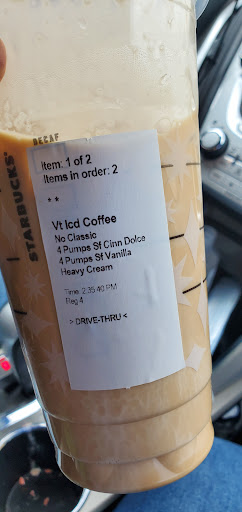 DECAF
STARBUCKS®
Item: 1 of 2
Items in order: 2
* *
Vt Icd Coffee
No Classic
4 Pumps Sf Cinn Dolce
4 Pumps Sf Vanilla
Heavy Cream
Time: 2:35:40 PM
Reg 4
> DRIVE-THRU <